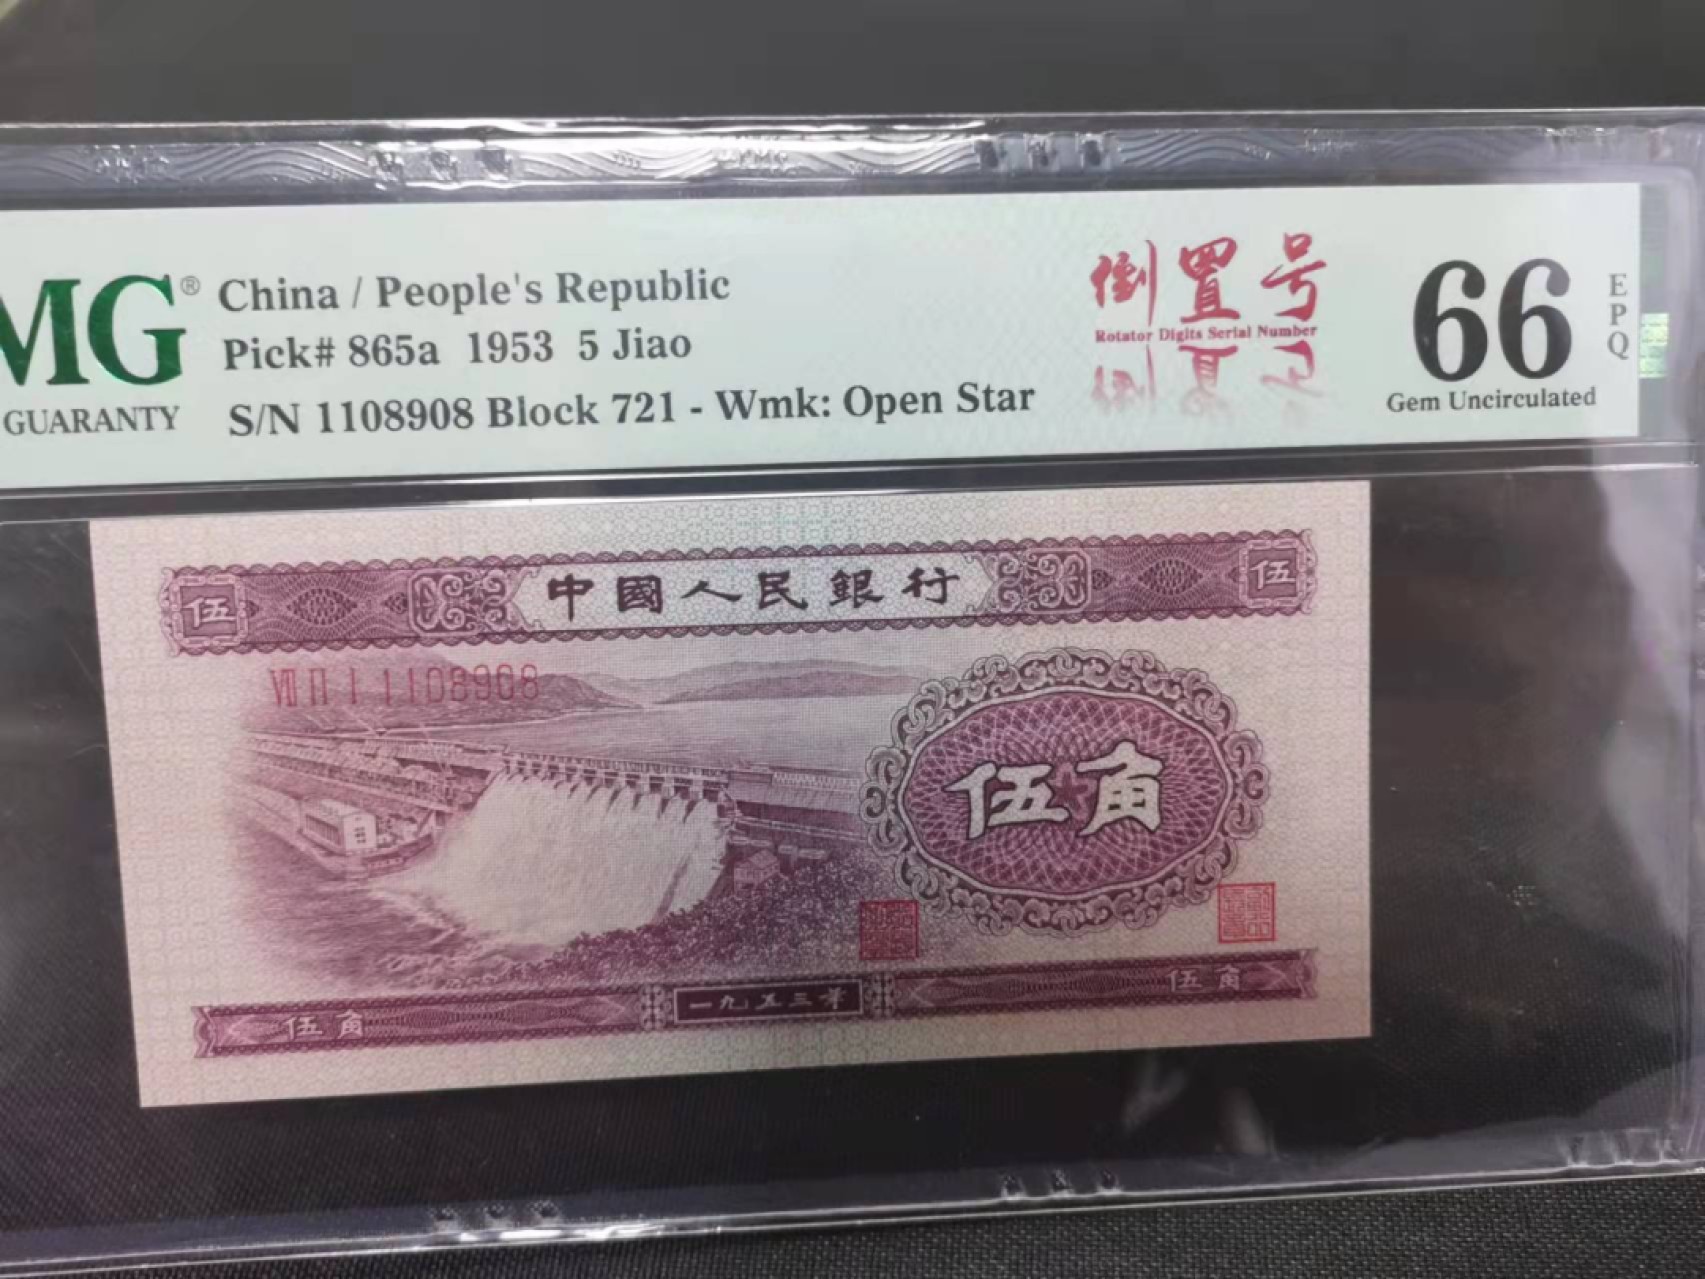 MG®
GUARANTY
China / People's Republic
Pick# 865a 1953 5 Jiao
S/N 1108908 Block 721 - Wmk: Open Star
倒置号
Rotator Digits Serial Number
66
EPQ
Gem Uncirculated
伍 中國人民銀行 伍
VII II I 1108908
伍角
伍角 一九五三年 伍角